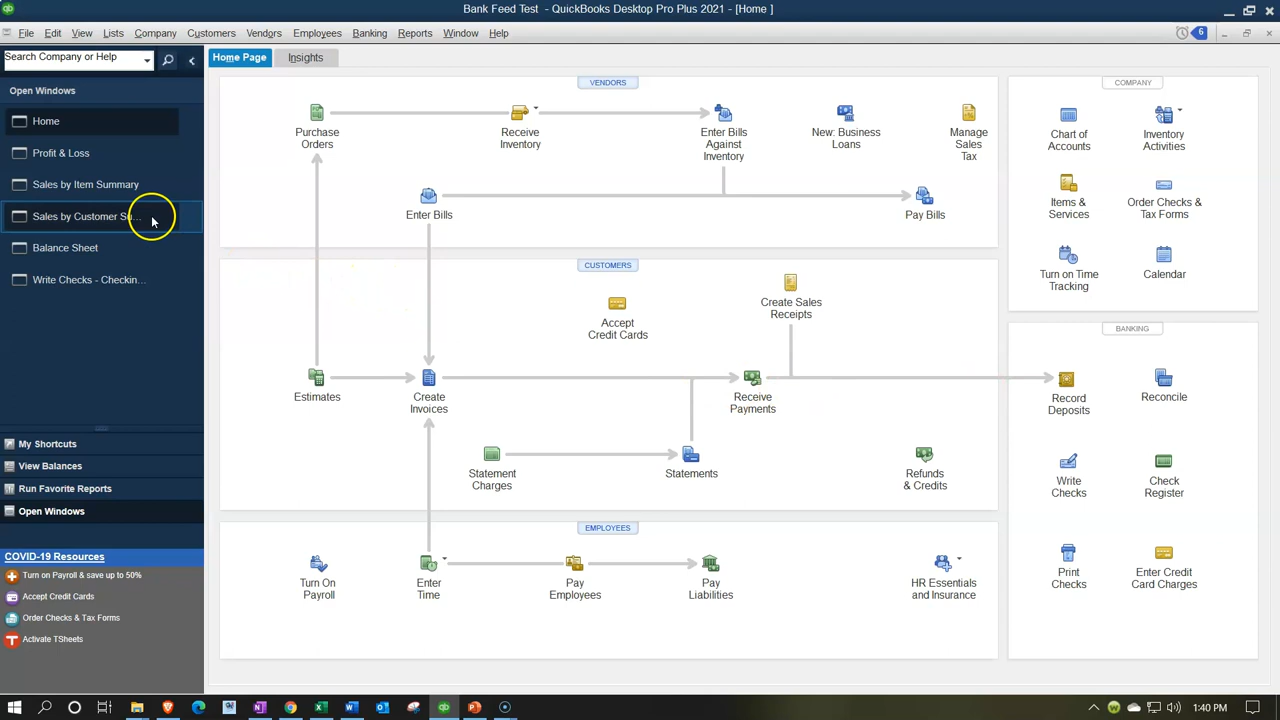 Bank Feed Test  - QuickBooks Desktop Pro Plus 2021 - [Home ]
File Edit View Lists Company Customers Vendors Employees Banking Reports Window Help
6
Search Company or Help
Home Page
Insights
Open Windows
Home
Profit & Loss
Sales by Item Summary
Sales by Customer Su...
Balance Sheet
Write Checks - Checkin...
My Shortcuts
View Balances
Run Favorite Reports
Open Windows
COVID-19 Resources
Turn on Payroll & save up to 50%
Accept Credit Cards
Order Checks & Tax Forms
Activate TSheets
VENDORS
Purchase
Orders
Receive
Inventory
Enter Bills
Against
Inventory
New: Business
Loans
Manage
Sales
Tax
Enter Bills
Pay Bills
CUSTOMERS
Accept
Credit Cards
Create Sales
Receipts
Estimates
Create
Invoices
Receive
Payments
Statement
Charges
Statements
Refunds
& Credits
EMPLOYEES
Turn On
Payroll
Enter
Time
Pay
Employees
Pay
Liabilities
HR Essentials
and Insurance
COMPANY
Chart of
Accounts
Inventory
Activities
Items &
Services
Order Checks &
Tax Forms
Turn on Time
Tracking
Calendar
BANKING
Record
Deposits
Reconcile
Write
Checks
Check
Register
Print
Checks
Enter Credit
Card Charges
1:40 PM